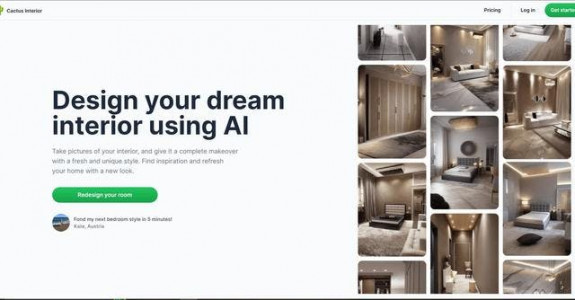 Cactus Interior
Pricing
Log in
Get starte
Design your dream
interior using AI
Take pictures of your interior, and give it a complete makeover
with a fresh and unique style. Find inspiration and refresh
your home with a new look.
Redesign your room
Found my next bedroom style in 5 minutes!
Kate, Austria